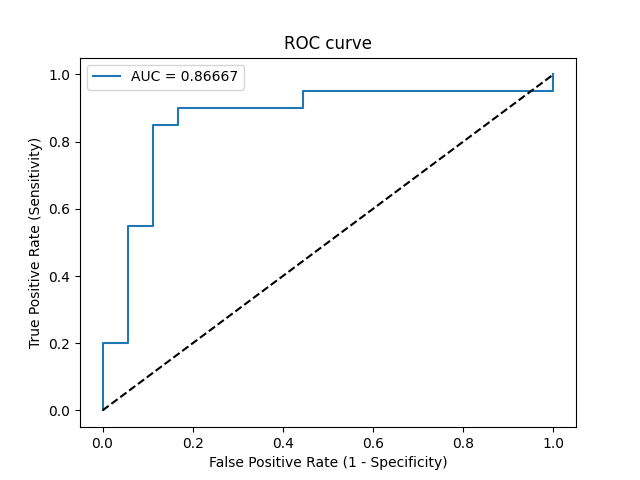 ROC curve
AUC = 0.86667
True Positive Rate (Sensitivity)
1.0
0.8
0.6
0.4
0.2
0.0
0.0 0.2 0.4 0.6 0.8 1.0
False Positive Rate (1 - Specificity)